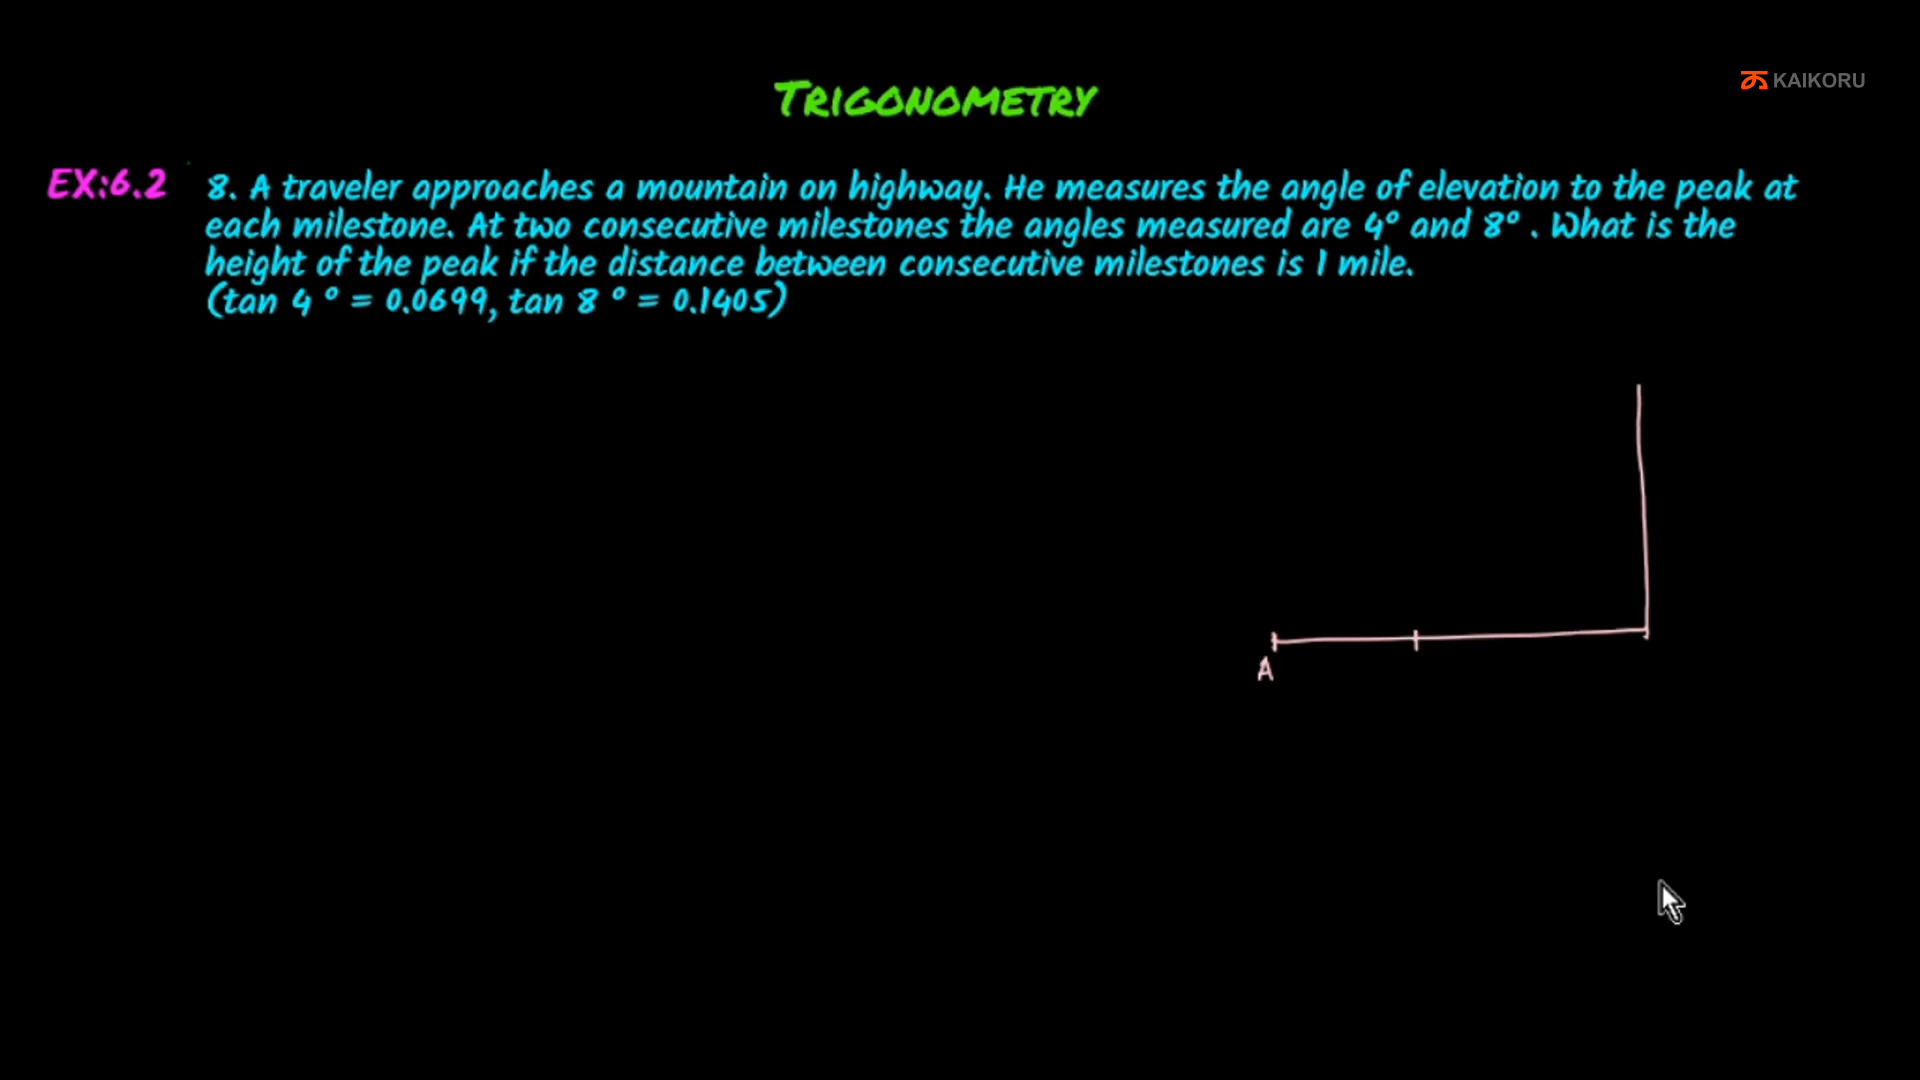 TRIGONOMETRY
KAIKORU
EX:6.2
8. A traveler approaches a mountain on highway. He measures the angle of elevation to the peak at
each milestone. At two consecutive milestones the angles measured are 4° and 8° . What is the
height of the peak if the distance between consecutive milestones is 1 mile.
(tan 4 ° = 0.0699, tan 8 ° = 0.1405)
A